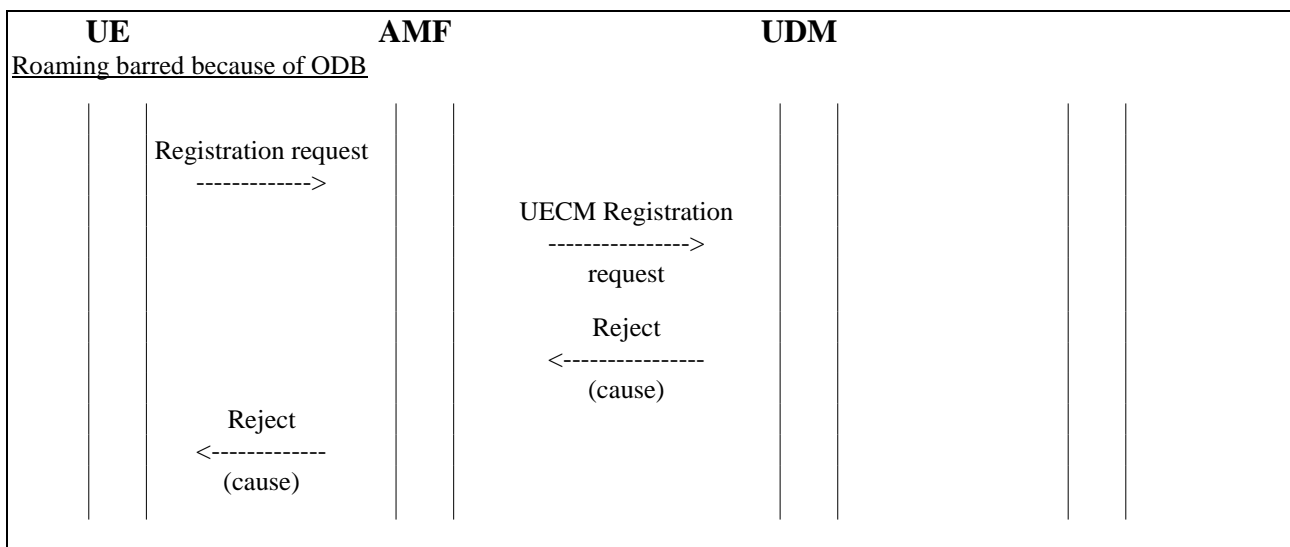 UE AMF UDM
Roaming barred because of ODB
Registration request
------------->
UECM Registration
---------------->
request
Reject
<----------------
(cause)
Reject
<-------------
(cause)